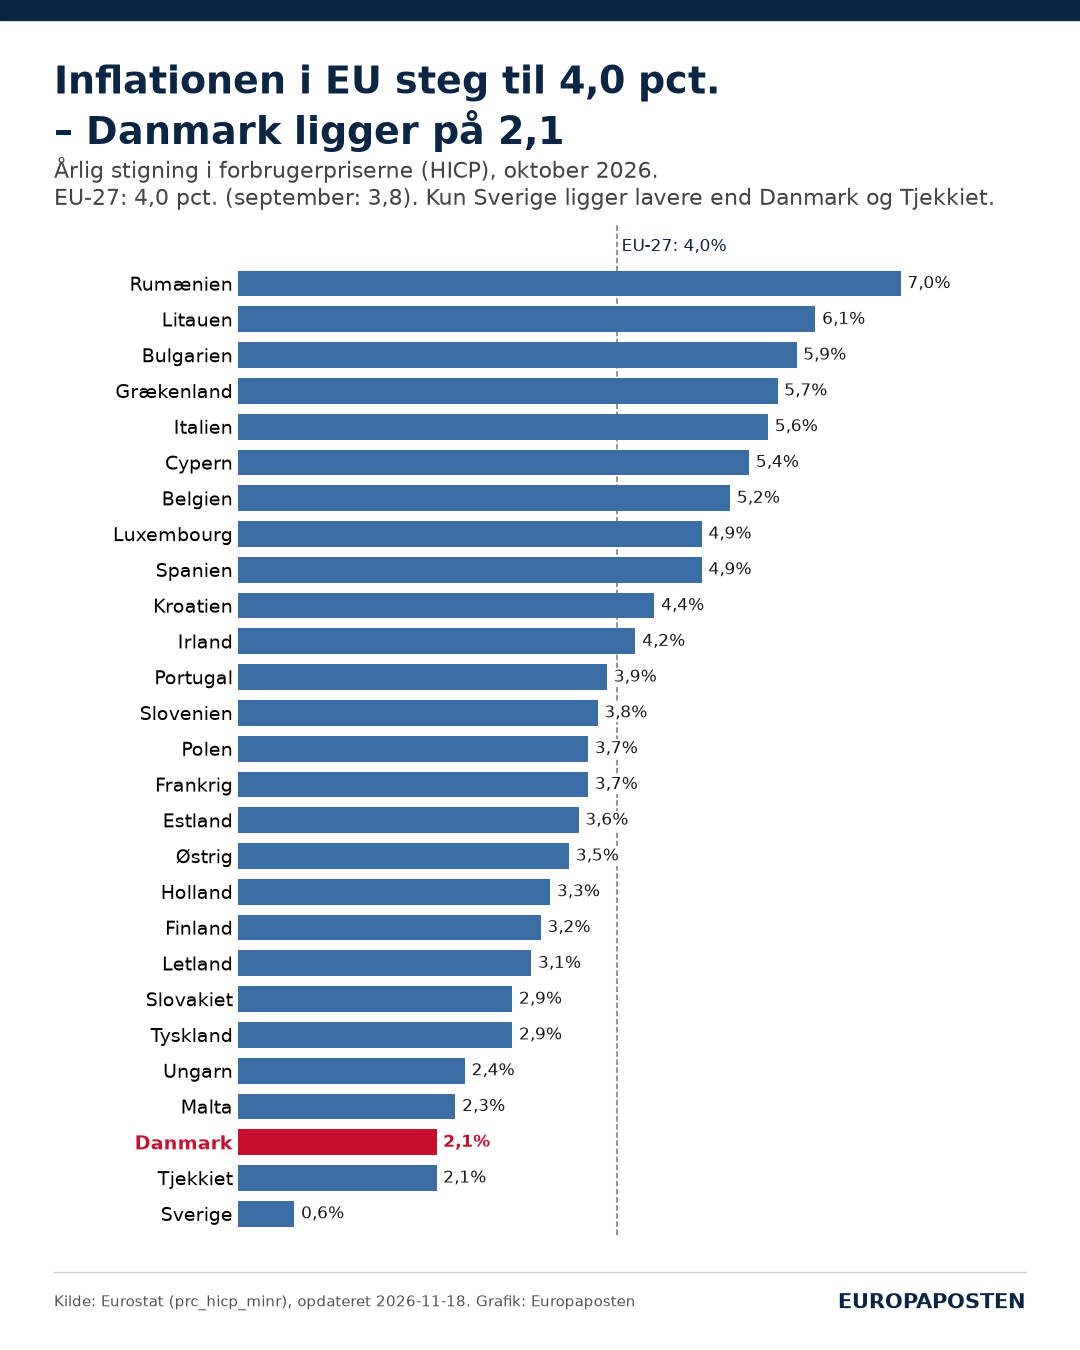 Inflationen i EU steg til 4,0 pct.
– Danmark ligger på 2,1
Årlig stigning i forbrugerpriserne (HICP), oktober 2026.
EU-27: 4,0 pct. (september: 3,8). Kun Sverige ligger lavere end Danmark og Tjekkiet.
EU-27: 4,0%
Rumænien 7,0%
Litauen 6,1%
Bulgarien 5,9%
Grækenland 5,7%
Italien 5,6%
Cypern 5,4%
Belgien 5,2%
Luxembourg 4,9%
Spanien 4,9%
Kroatien 4,4%
Irland 4,2%
Portugal 3,9%
Slovenien 3,8%
Polen 3,7%
Frankrig 3,7%
Estland 3,6%
Østrig 3,5%
Holland 3,3%
Finland 3,2%
Letland 3,1%
Slovakiet 2,9%
Tyskland 2,9%
Ungarn 2,4%
Malta 2,3%
Danmark 2,1%
Tjekkiet 2,1%
Sverige 0,6%
Kilde: Eurostat (prc_hicp_minr), opdateret 2026-11-18. Grafik: Europaposten
EUROPAPOSTEN